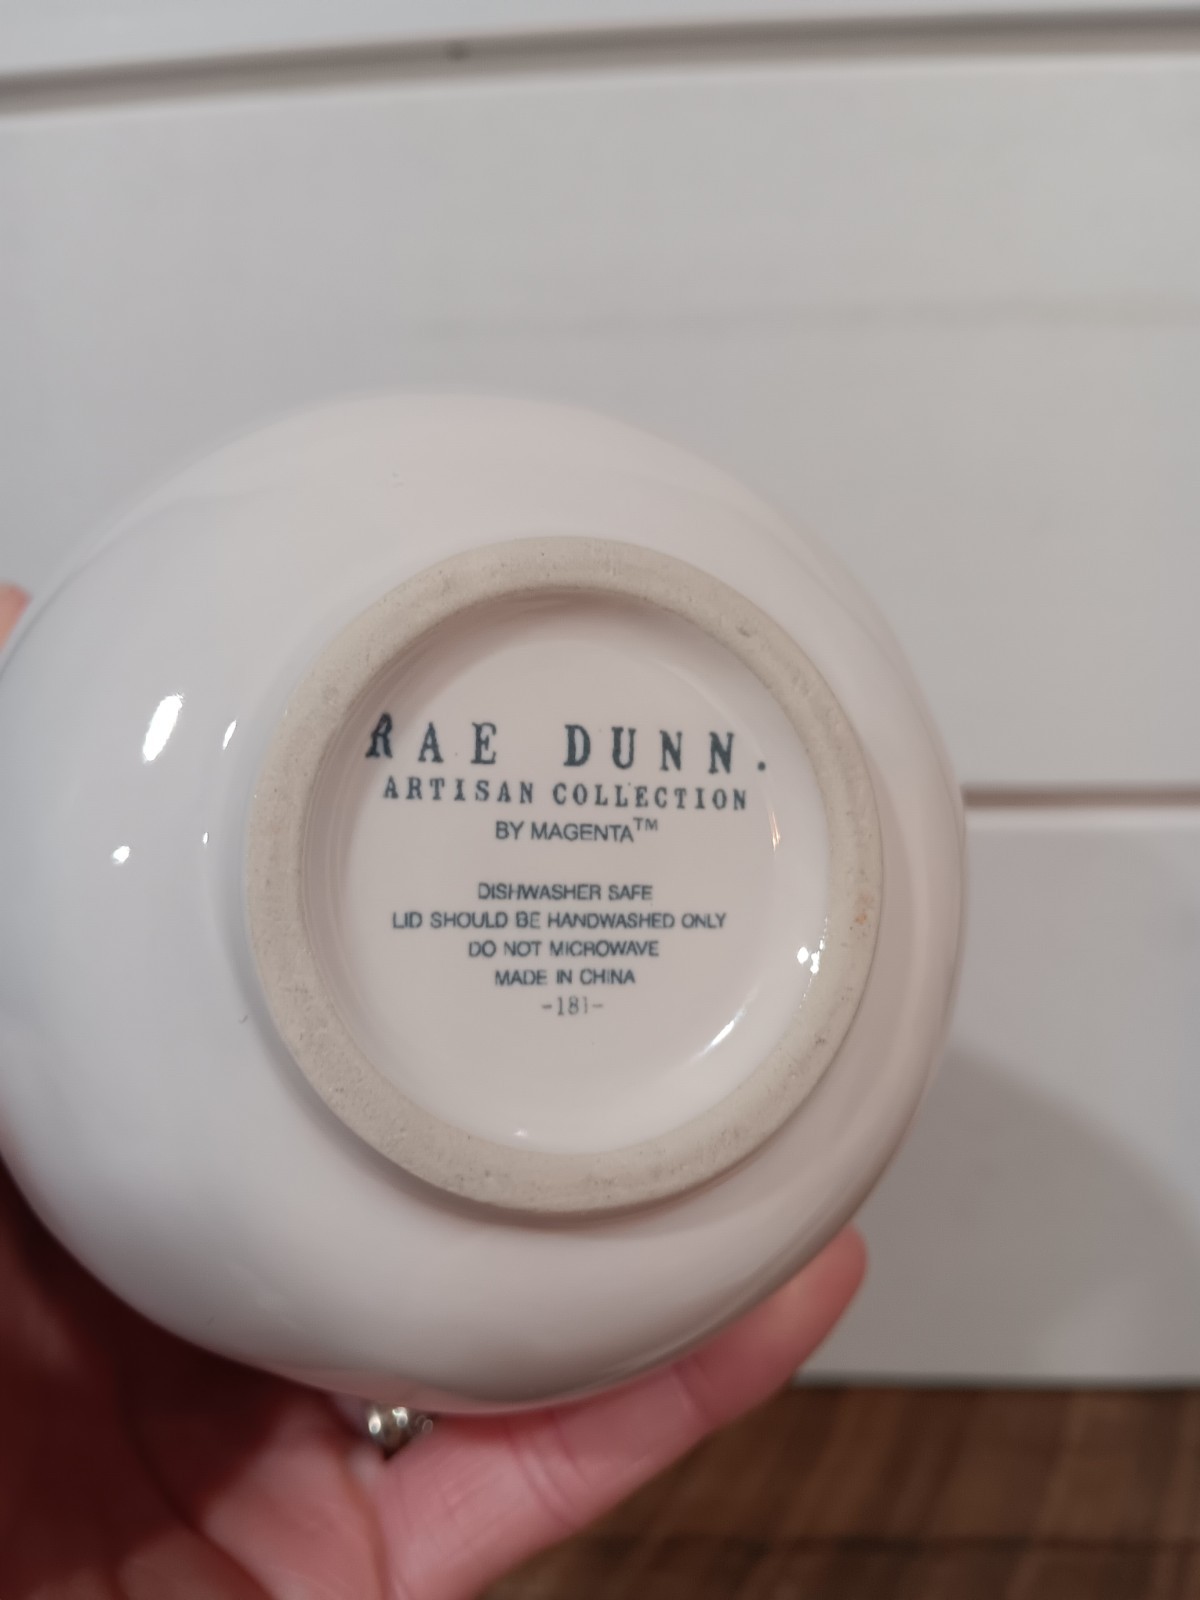 RAE DUNN.
ARTISAN COLLECTION
BY MAGENTA™
DISHWASHER SAFE
LID SHOULD BE HANDWASHED ONLY
DO NOT MICROWAVE
MADE IN CHINA
-181-